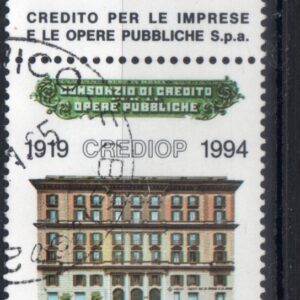 CREDITO PER LE IMPRESE
E LE OPERE PUBBLICHE S.p.a.
CONSORZIO DI CREDITO
OPERE PUBBLICHE
1919 CREDIOP 1994